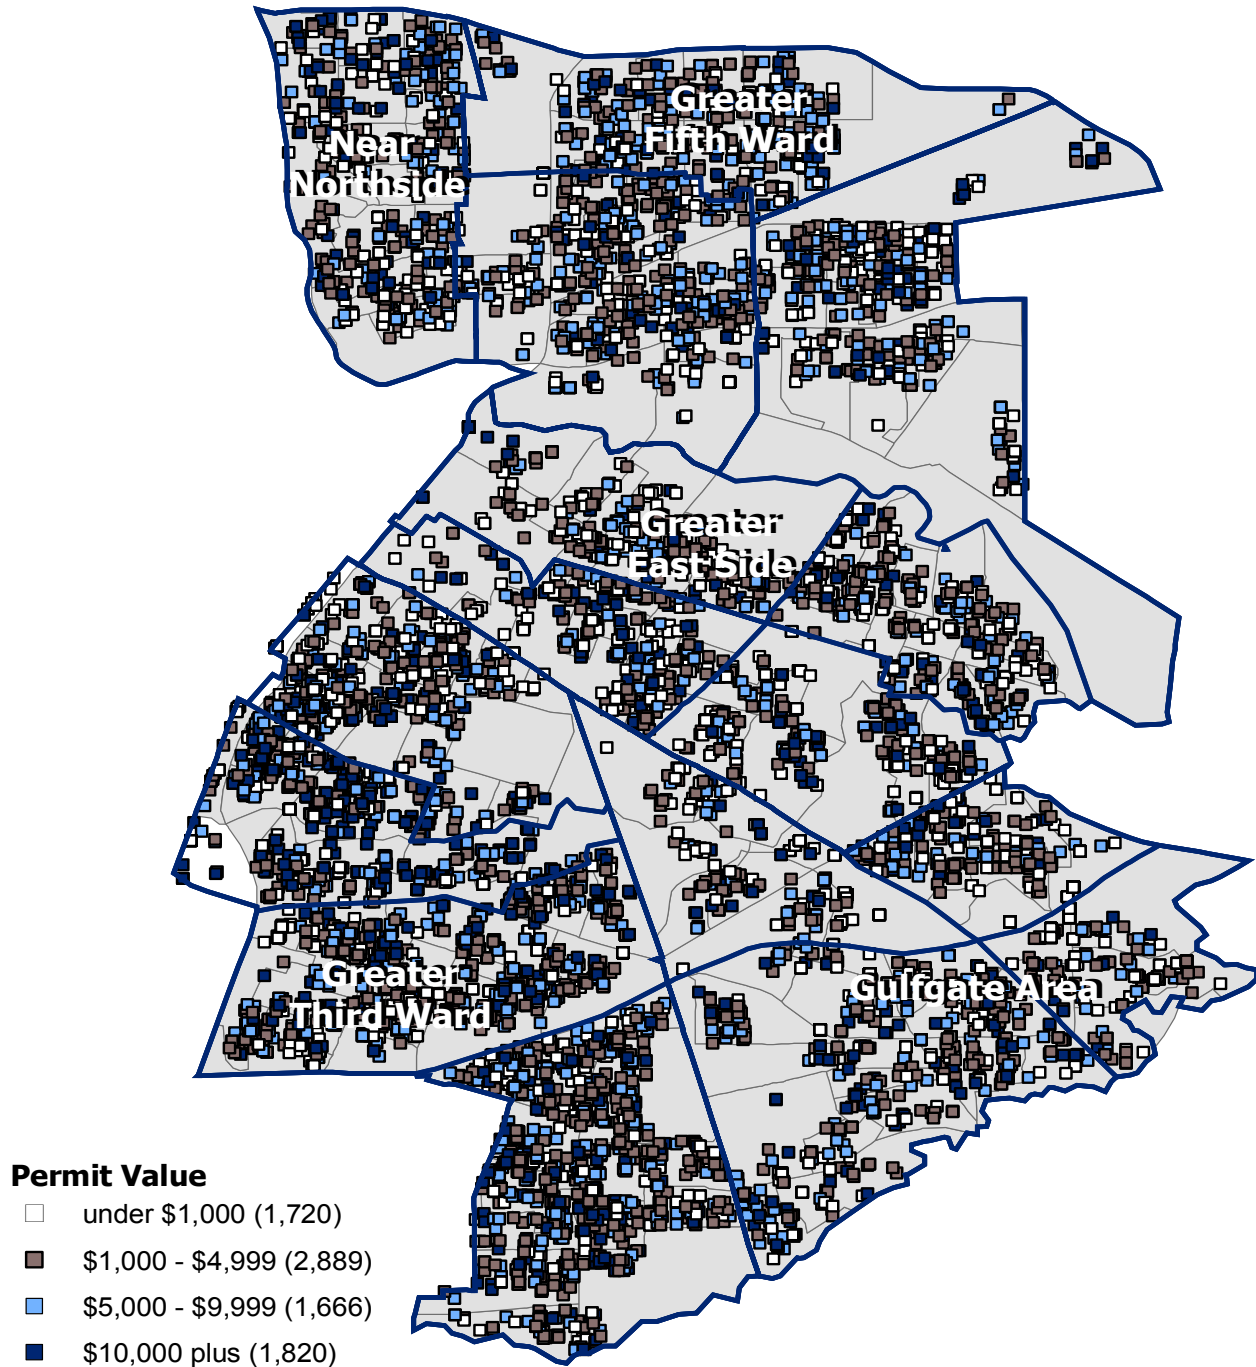 Greater
Fifth Ward
Near
Northside
Greater
East Side
Greater
Third Ward
Gulfgate Area
Permit Value
under $1,000 (1,720)
$1,000 - $4,999 (2,889)
$5,000 - $9,999 (1,666)
$10,000 plus (1,820)